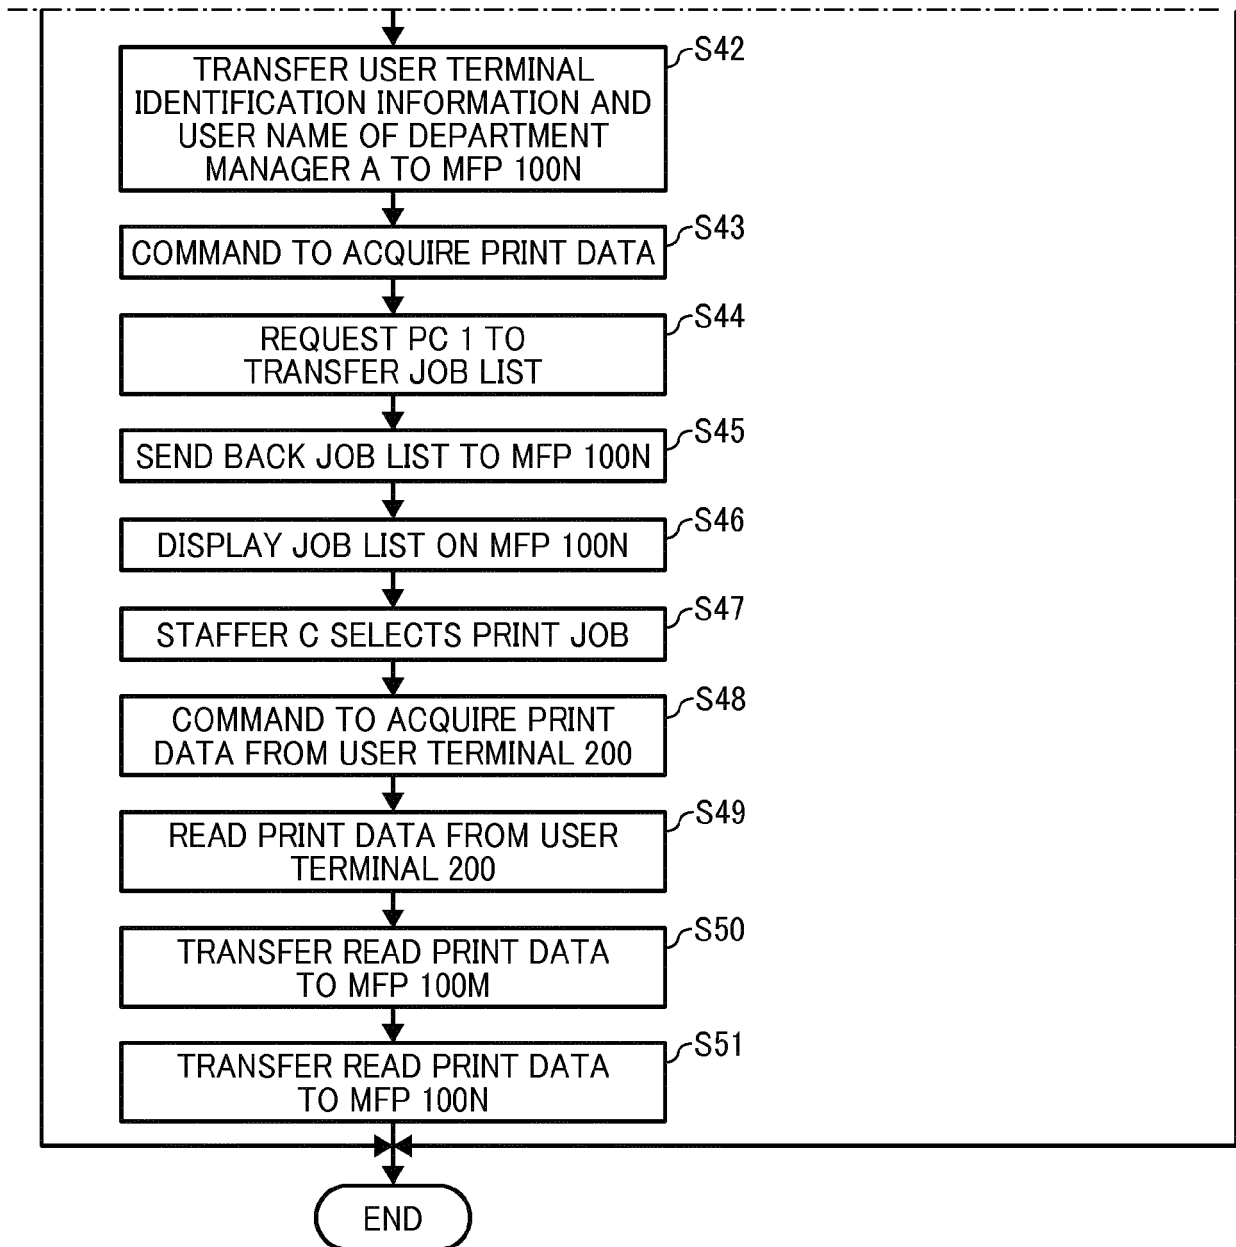 S42
TRANSFER USER TERMINAL
IDENTIFICATION INFORMATION AND
USER NAME OF DEPARTMENT
MANAGER A TO MFP 100N
S43
COMMAND TO ACQUIRE PRINT DATA
S44
REQUEST PC 1 TO
TRANSFER JOB LIST
S45
SEND BACK JOB LIST TO MFP 100N
S46
DISPLAY JOB LIST ON MFP 100N
S47
STAFFER C SELECTS PRINT JOB
S48
COMMAND TO ACQUIRE PRINT
DATA FROM USER TERMINAL 200
S49
READ PRINT DATA FROM USER
TERMINAL 200
S50
TRANSFER READ PRINT DATA
TO MFP 100M
S51
TRANSFER READ PRINT DATA
TO MFP 100N
END